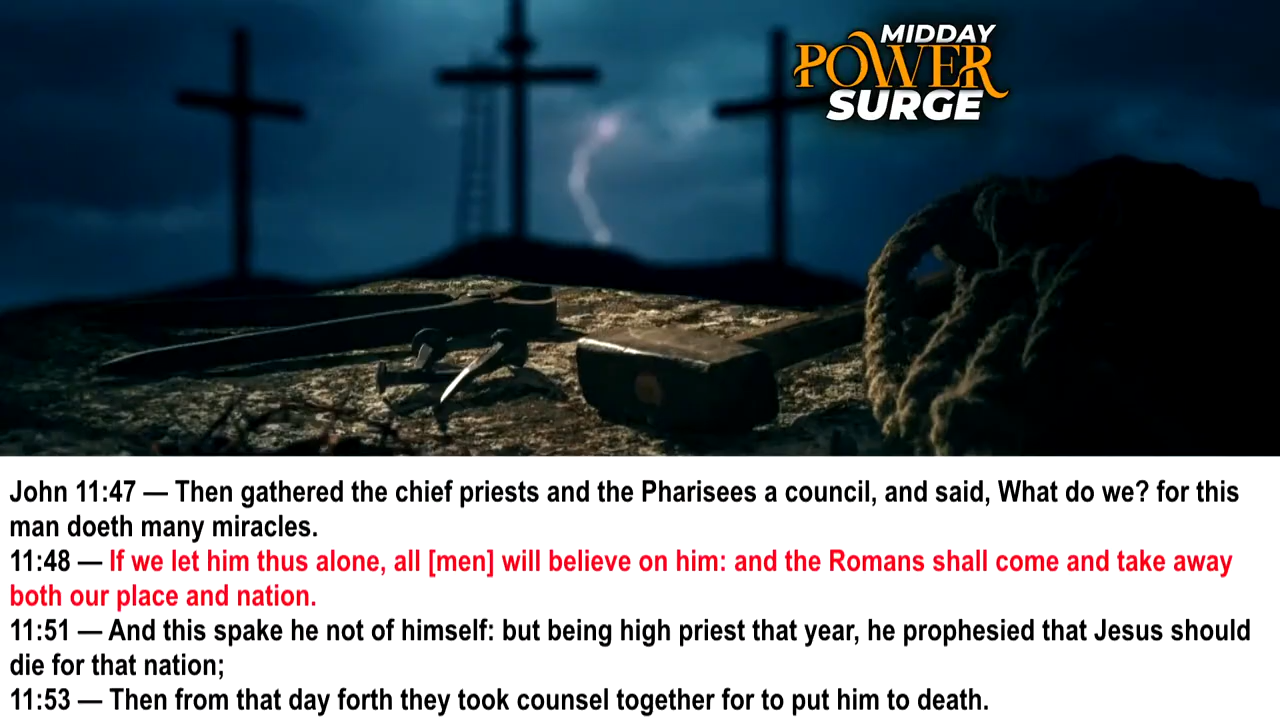 MIDDAY
POWER
SURGE
John 11:47 — Then gathered the chief priests and the Pharisees a council, and said, What do we? for this
man doeth many miracles.
11:48 — If we let him thus alone, all [men] will believe on him: and the Romans shall come and take away
both our place and nation.
11:51 — And this spake he not of himself: but being high priest that year, he prophesied that Jesus should
die for that nation;
11:53 — Then from that day forth they took counsel together for to put him to death.